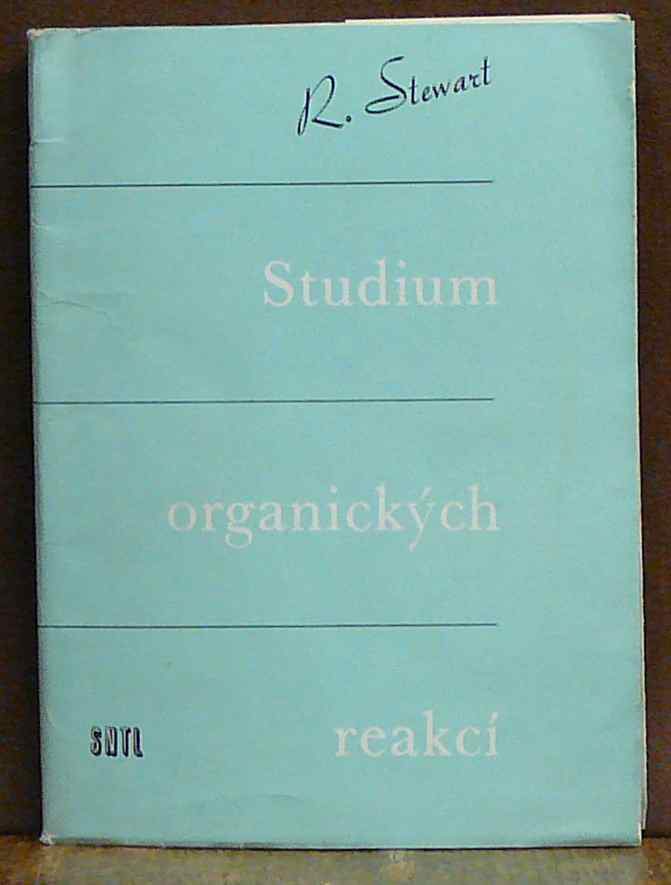 R. Stewart
Studium
organických
reakcí
SNTL